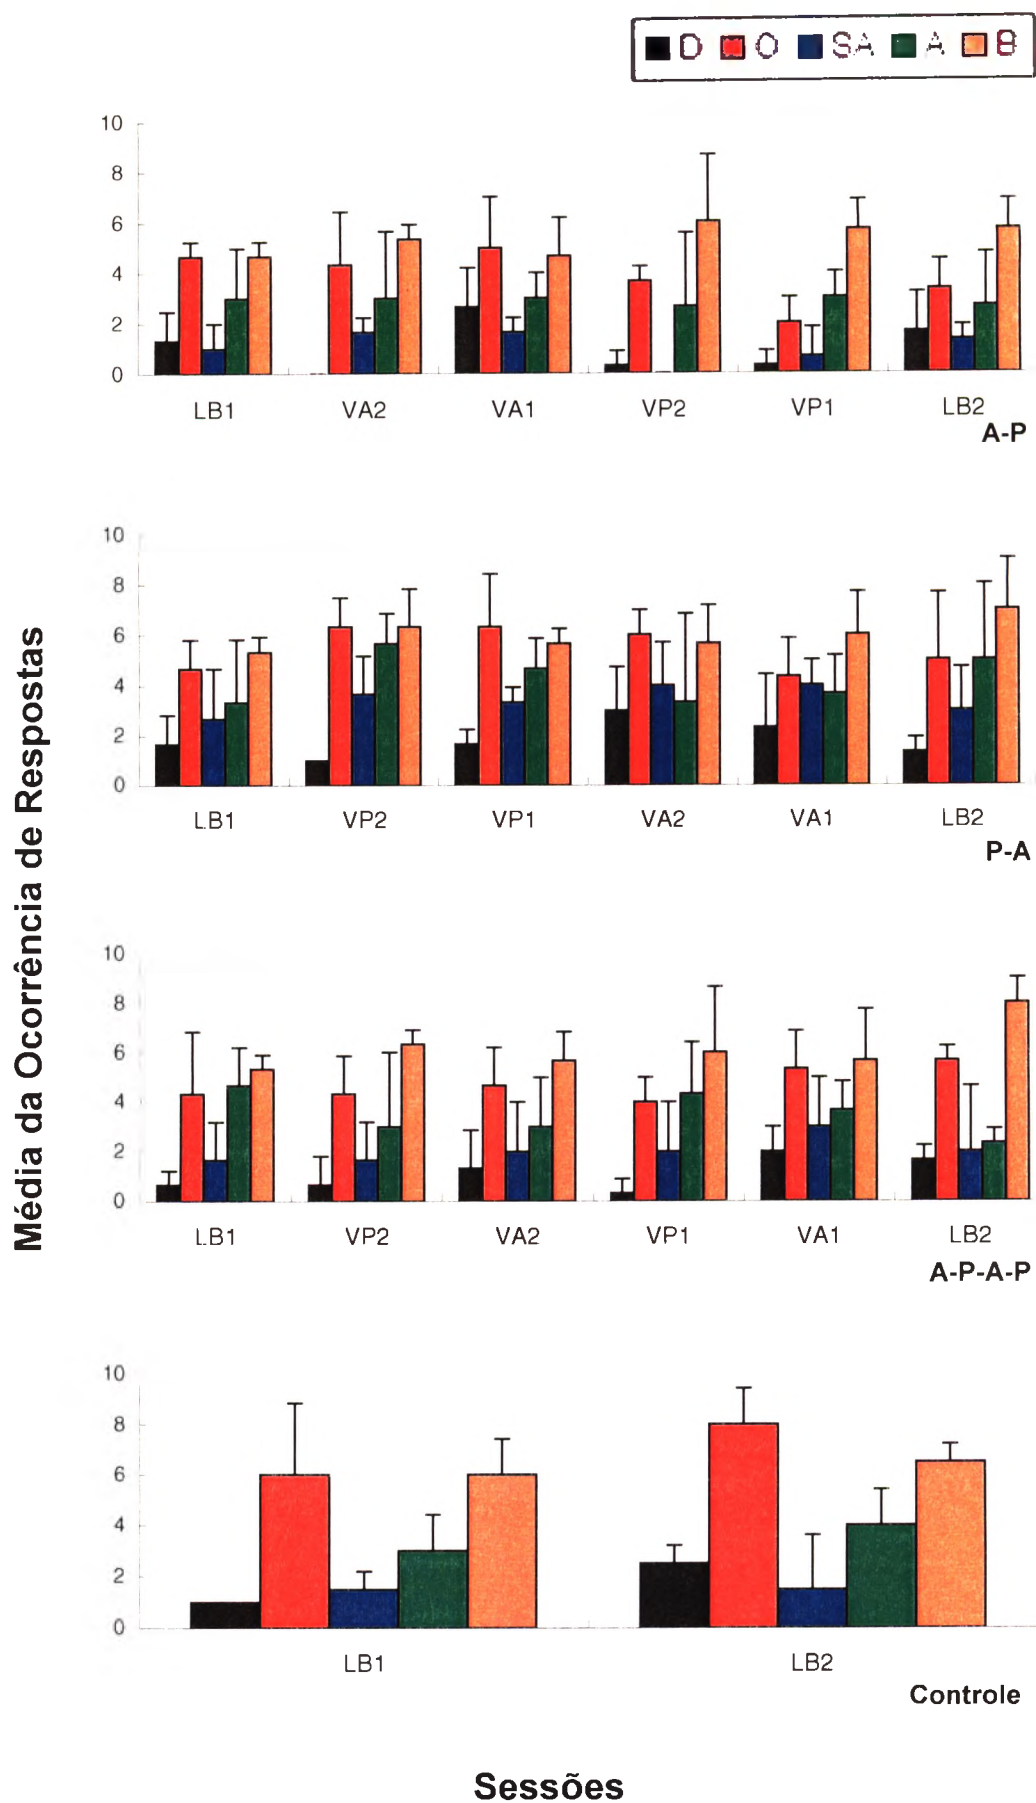 D O SA A B
10
8
6
4
2
0
LB1 VA2 VA1 VP2 VP1 LB2
A-P
10
8
6
4
2
0
LB1 VP2 VP1 VA2 VA1 LB2
P-A
10
8
6
4
2
0
LB1 VP2 VA2 VP1 VA1 LB2
A-P-A-P
10
8
6
4
2
0
LB1 LB2
Controle
Média da Ocorrência de Respostas
Sessões